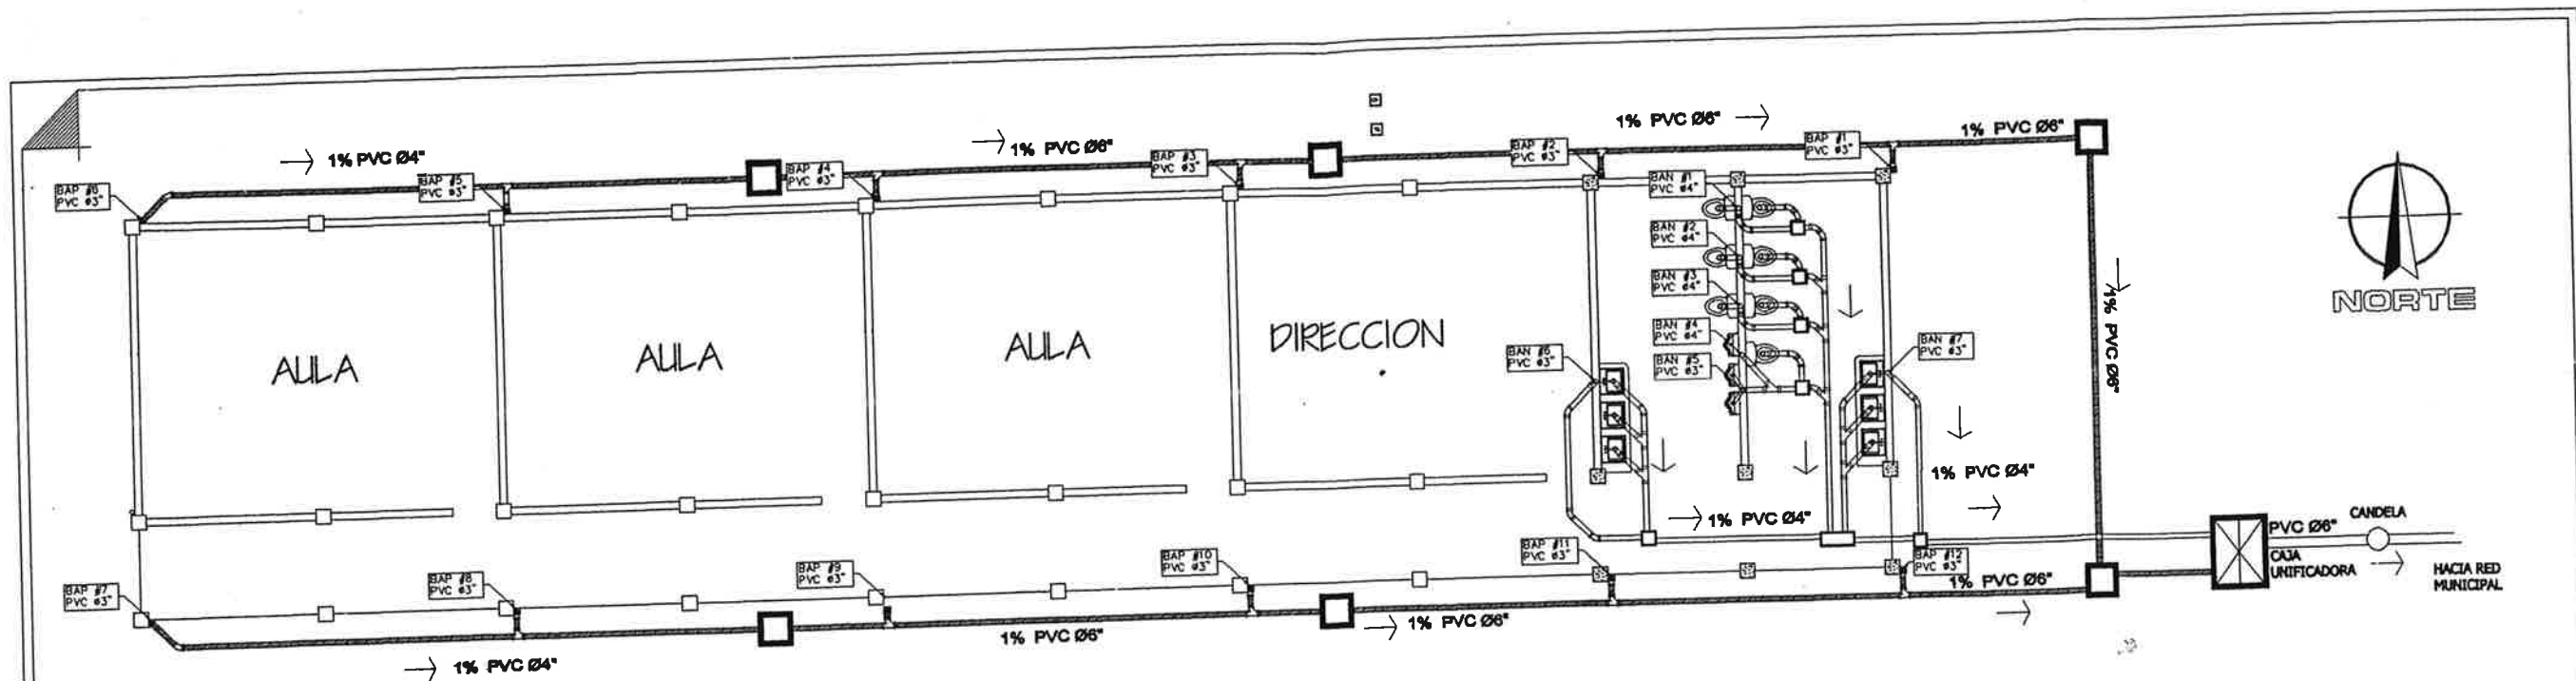 1% PVC Ø4"
1% PVC Ø6"
1% PVC Ø6"
1% PVC Ø6"
BAP #6
PVC ø3"
BAP #5
PVC ø3"
BAP #4
PVC ø3"
BAP #3
PVC ø3"
BAP #2
PVC ø3"
BAP #1
PVC ø3"
BAN #1
PVC ø4"
BAN #2
PVC ø4"
BAN #3
PVC ø4"
BAN #4
PVC ø4"
BAN #5
PVC ø3"
BAN #6
PVC ø3"
BAN #7
PVC ø3"
AULA
AULA
AULA
DIRECCION
1% PVC Ø6"
NORTE
1% PVC Ø4"
1% PVC Ø4"
PVC Ø6"
CANDELA
CAJA
UNIFICADORA
HACIA RED
MUNICIPAL
BAP #7
PVC ø3"
BAP #8
PVC ø3"
BAP #9
PVC ø3"
BAP #10
PVC ø3"
BAP #11
PVC ø3"
BAP #12
PVC ø3"
1% PVC Ø4"
1% PVC Ø6"
1% PVC Ø6"
1% PVC Ø6"